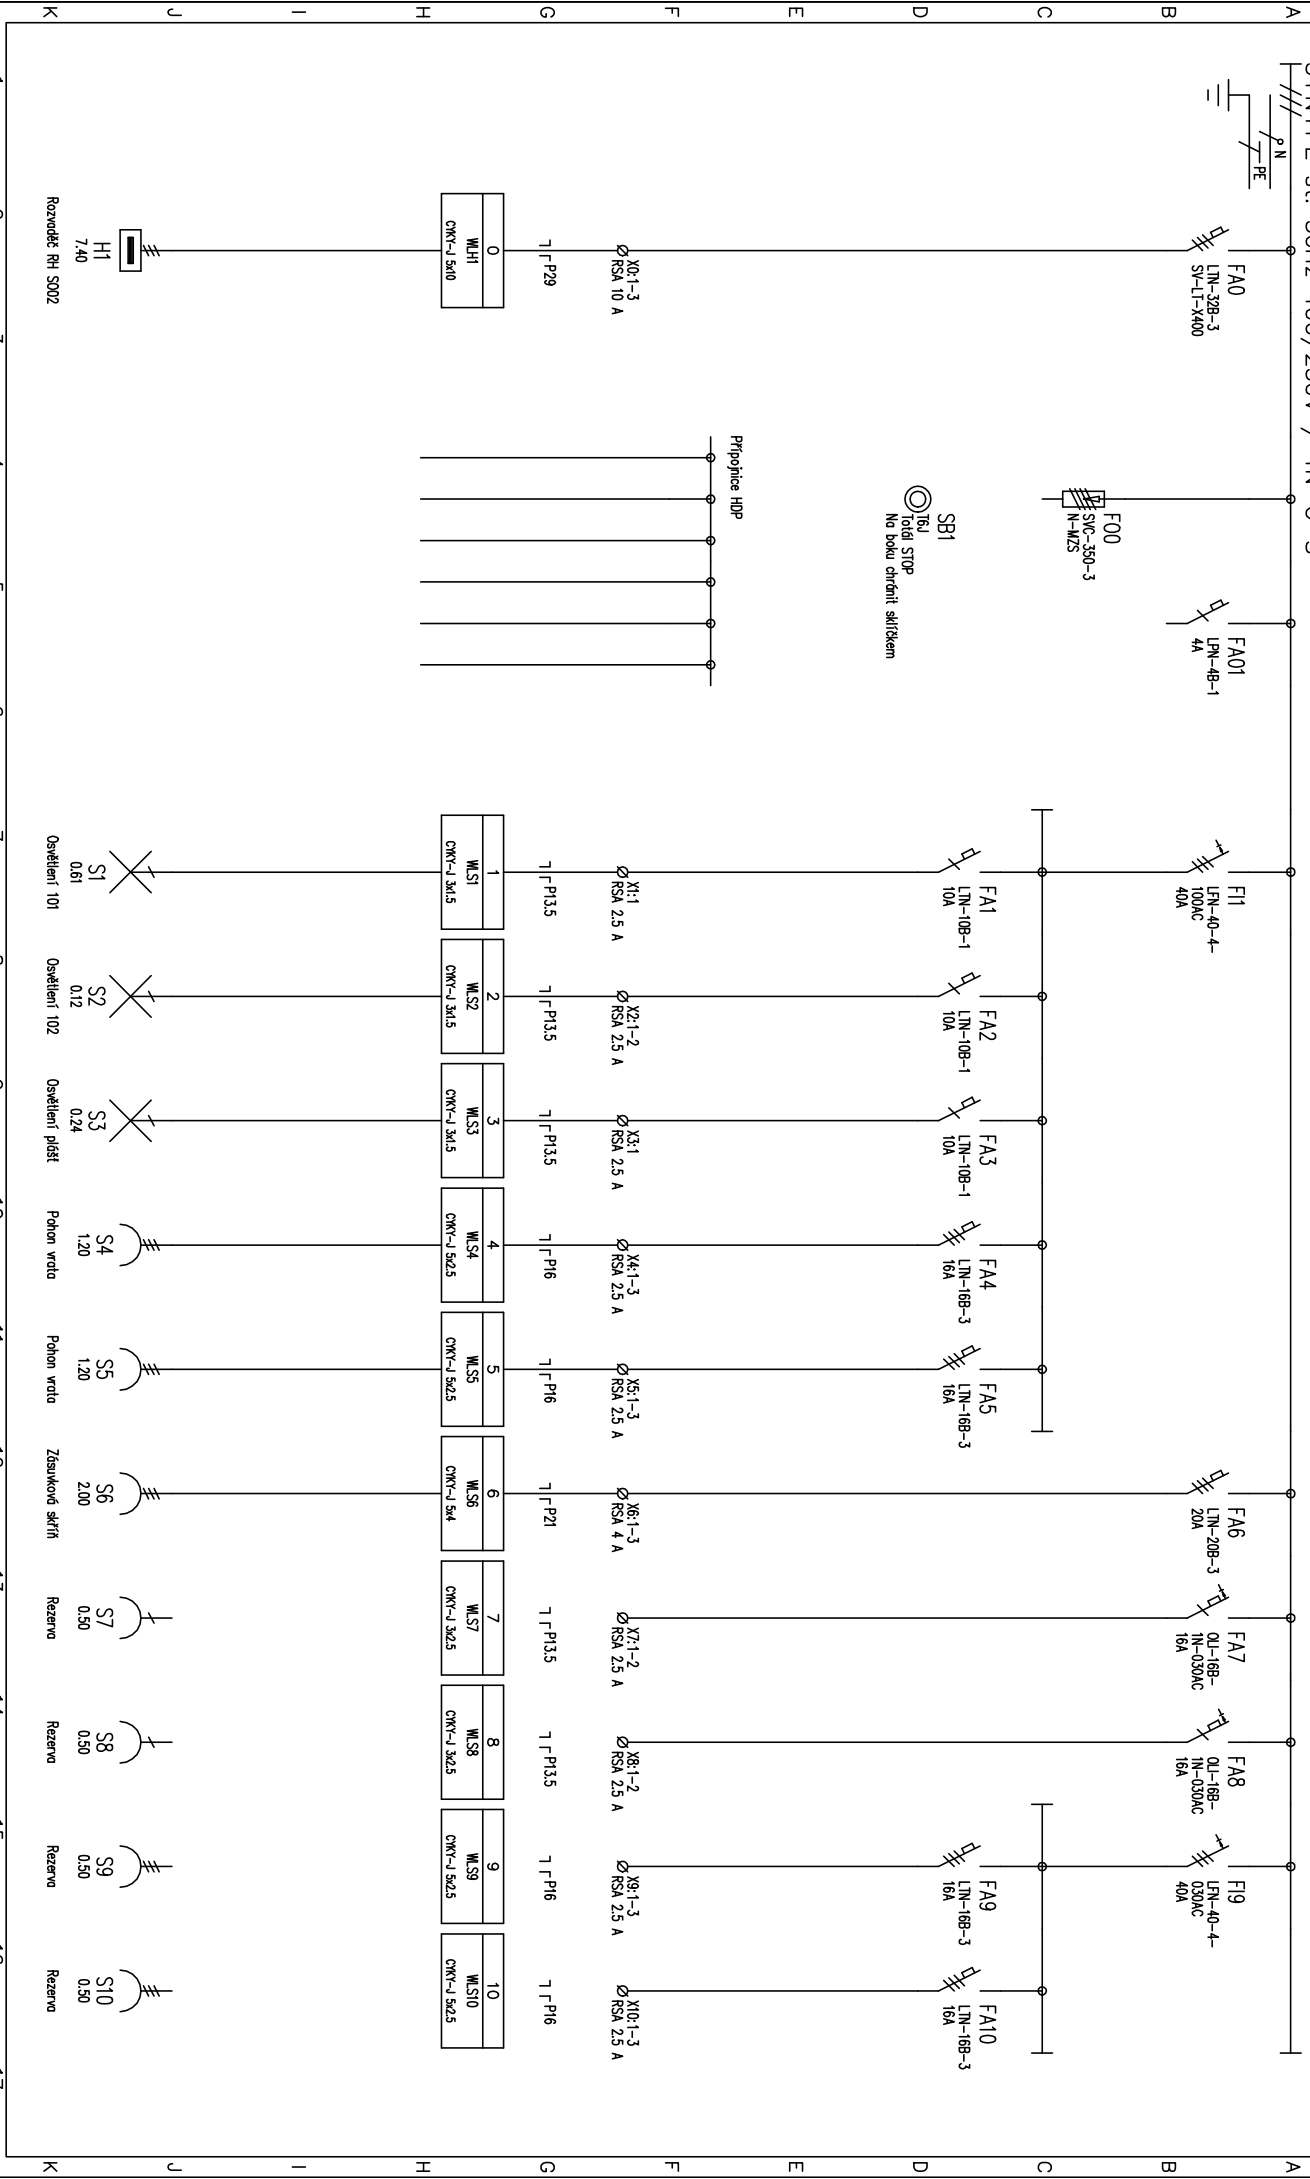 A
B
C
D
E
F
G
H
I
J
K
N
PE
FA0
LTN-32B-3
SV-LT-X400
F00
SVC-350-3
N-MZS
FA01
LPN-4B-1
4A
FI1
LFN-40-4-
100AC
40A
FA6
LTN-20B-3
20A
FA7
OLI-16B-
1N-030AC
16A
FA8
OLI-16B-
1N-030AC
16A
FI9
LFN-40-4-
030AC
40A
SB1
T6J
Totál STOP
Na boku chránit sklíčkem
FA1
LTN-10B-1
10A
FA2
LTN-10B-1
10A
FA3
LTN-10B-1
10A
FA4
LTN-16B-3
16A
FA5
LTN-16B-3
16A
FA9
LTN-16B-3
16A
FA10
LTN-16B-3
16A
Přípojnice HDP
X0:1-3
RSA 10 A
X1:1
RSA 2.5 A
X2:1-2
RSA 2.5 A
X3:1
RSA 2.5 A
X4:1-3
RSA 2.5 A
X5:1-3
RSA 2.5 A
X6:1-3
RSA 4 A
X7:1-2
RSA 2.5 A
X8:1-2
RSA 2.5 A
X9:1-3
RSA 2.5 A
X10:1-3
RSA 2.5 A
P29
P13.5
P13.5
P13.5
P16
P16
P21
P13.5
P13.5
P16
P16
0
WLH1
CYKY-J 5x10
1
WLS1
CYKY-J 3x1.5
2
WLS2
CYKY-J 3x1.5
3
WLS3
CYKY-J 3x1.5
4
WLS4
CYKY-J 5x2.5
5
WLS5
CYKY-J 5x2.5
6
WLS6
CYKY-J 5x4
7
WLS7
CYKY-J 3x2.5
8
WLS8
CYKY-J 3x2.5
9
WLS9
CYKY-J 5x2.5
10
WLS10
CYKY-J 5x2.5
H1
7.40
Rozvaděč RH SO02
S1
0.61
Osvětlení 101
S2
0.12
Osvětlení 102
S3
0.24
Osvětlení plášť
S4
1.20
Pohon vrata
S5
1.20
Pohon vrata
S6
2.00
Zásuvková skříň
S7
0.50
Rezerva
S8
0.50
Rezerva
S9
0.50
Rezerva
S10
0.50
Rezerva
A
B
C
D
E
F
G
H
I
J
K